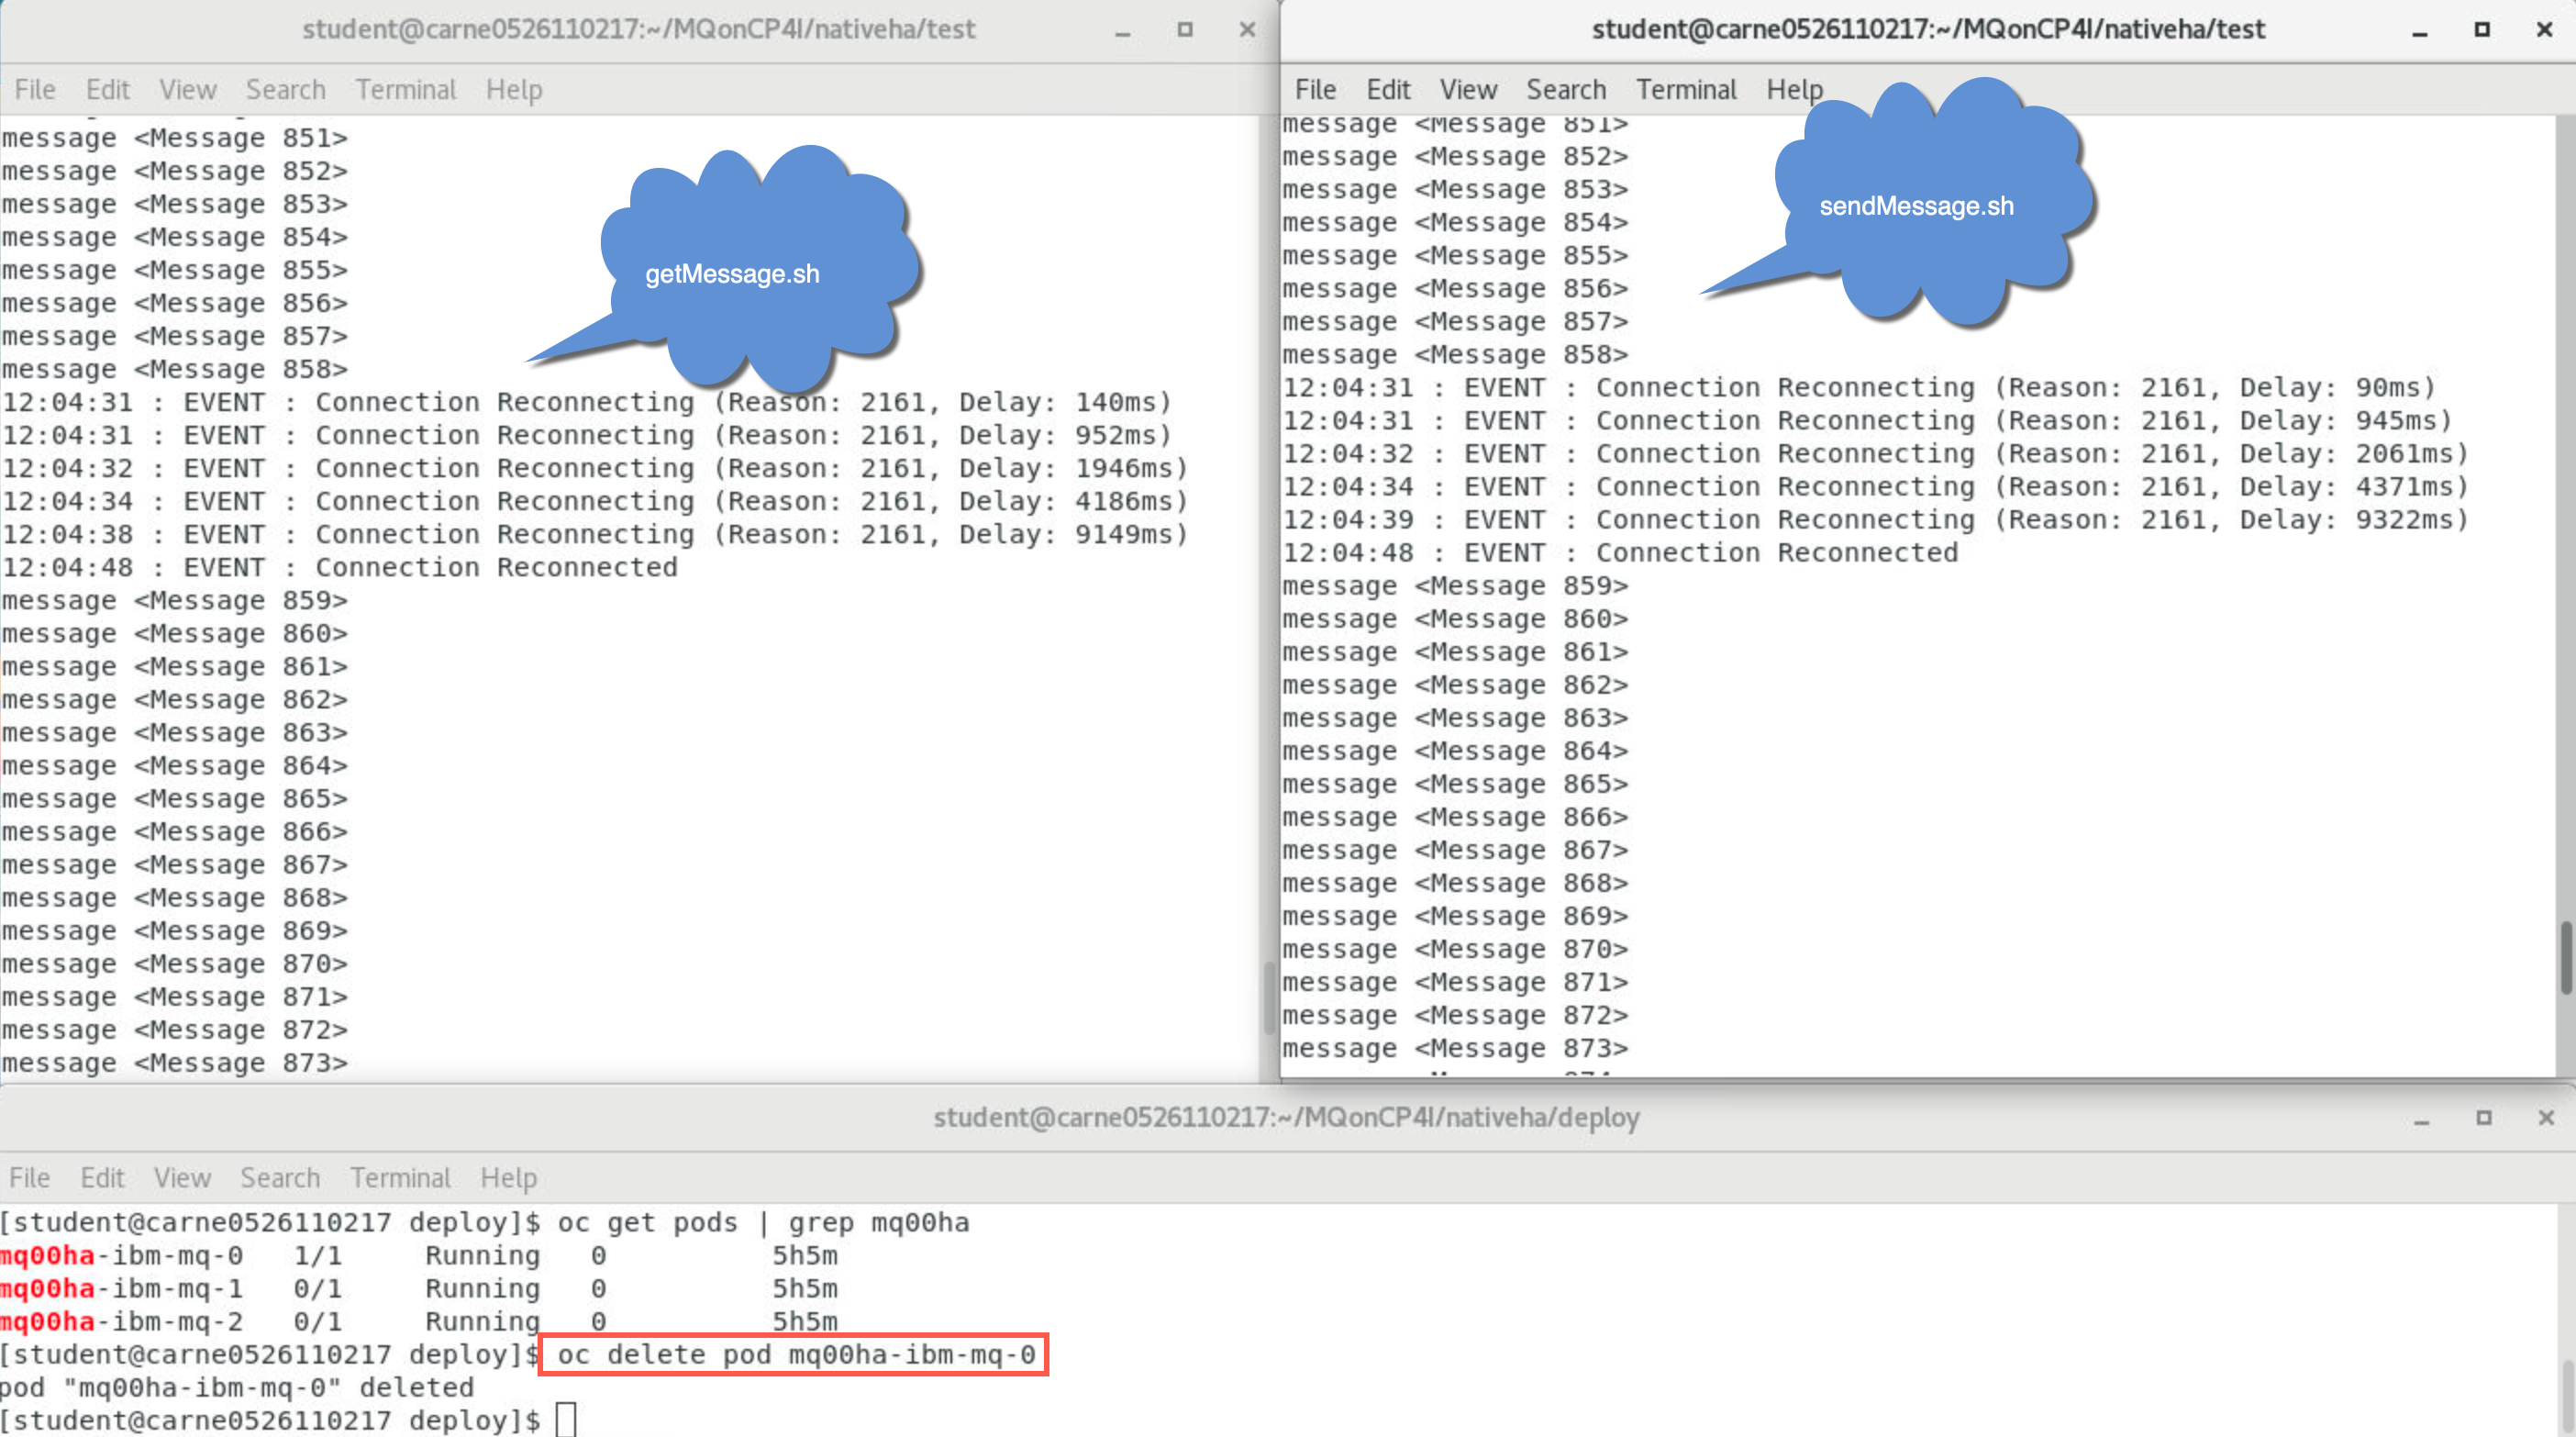 student@carne0526110217:~/MQonCP4I/nativeha/test
File Edit View Search Terminal Help
message <Message 851>
message <Message 852>
message <Message 853>
message <Message 854>
message <Message 855>
message <Message 856>
message <Message 857>
message <Message 858>
12:04:31 : EVENT : Connection Reconnecting (Reason: 2161, Delay: 140ms)
12:04:31 : EVENT : Connection Reconnecting (Reason: 2161, Delay: 952ms)
12:04:32 : EVENT : Connection Reconnecting (Reason: 2161, Delay: 1946ms)
12:04:34 : EVENT : Connection Reconnecting (Reason: 2161, Delay: 4186ms)
12:04:38 : EVENT : Connection Reconnecting (Reason: 2161, Delay: 9149ms)
12:04:48 : EVENT : Connection Reconnected
message <Message 859>
message <Message 860>
message <Message 861>
message <Message 862>
message <Message 863>
message <Message 864>
message <Message 865>
message <Message 866>
message <Message 867>
message <Message 868>
message <Message 869>
message <Message 870>
message <Message 871>
message <Message 872>
message <Message 873>
getMessage.sh
student@carne0526110217:~/MQonCP4I/nativeha/test
File Edit View Search Terminal Help
message <Message 851>
message <Message 852>
message <Message 853>
message <Message 854>
message <Message 855>
message <Message 856>
message <Message 857>
message <Message 858>
12:04:31 : EVENT : Connection Reconnecting (Reason: 2161, Delay: 90ms)
12:04:31 : EVENT : Connection Reconnecting (Reason: 2161, Delay: 945ms)
12:04:32 : EVENT : Connection Reconnecting (Reason: 2161, Delay: 2061ms)
12:04:34 : EVENT : Connection Reconnecting (Reason: 2161, Delay: 4371ms)
12:04:39 : EVENT : Connection Reconnecting (Reason: 2161, Delay: 9322ms)
12:04:48 : EVENT : Connection Reconnected
message <Message 859>
message <Message 860>
message <Message 861>
message <Message 862>
message <Message 863>
message <Message 864>
message <Message 865>
message <Message 866>
message <Message 867>
message <Message 868>
message <Message 869>
message <Message 870>
message <Message 871>
message <Message 872>
message <Message 873>
sendMessage.sh
student@carne0526110217:~/MQonCP4I/nativeha/deploy
File Edit View Search Terminal Help
[student@carne0526110217 deploy]$ oc get pods | grep mq00ha
mq00ha-ibm-mq-0 1/1 Running 0 5h5m
mq00ha-ibm-mq-1 0/1 Running 0 5h5m
mq00ha-ibm-mq-2 0/1 Running 0 5h5m
[student@carne0526110217 deploy]$ oc delete pod mq00ha-ibm-mq-0
pod "mq00ha-ibm-mq-0" deleted
[student@carne0526110217 deploy]$